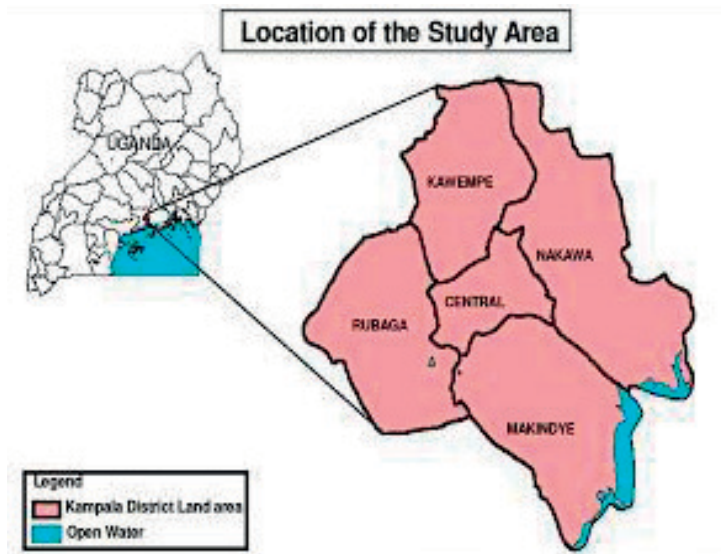 Location of the Study Area
UGANDA
KAWEMPE
NAKAWA
CENTRAL
RUBAGA
MAKINDYE
Legend
Kampala District Land area
Open Water